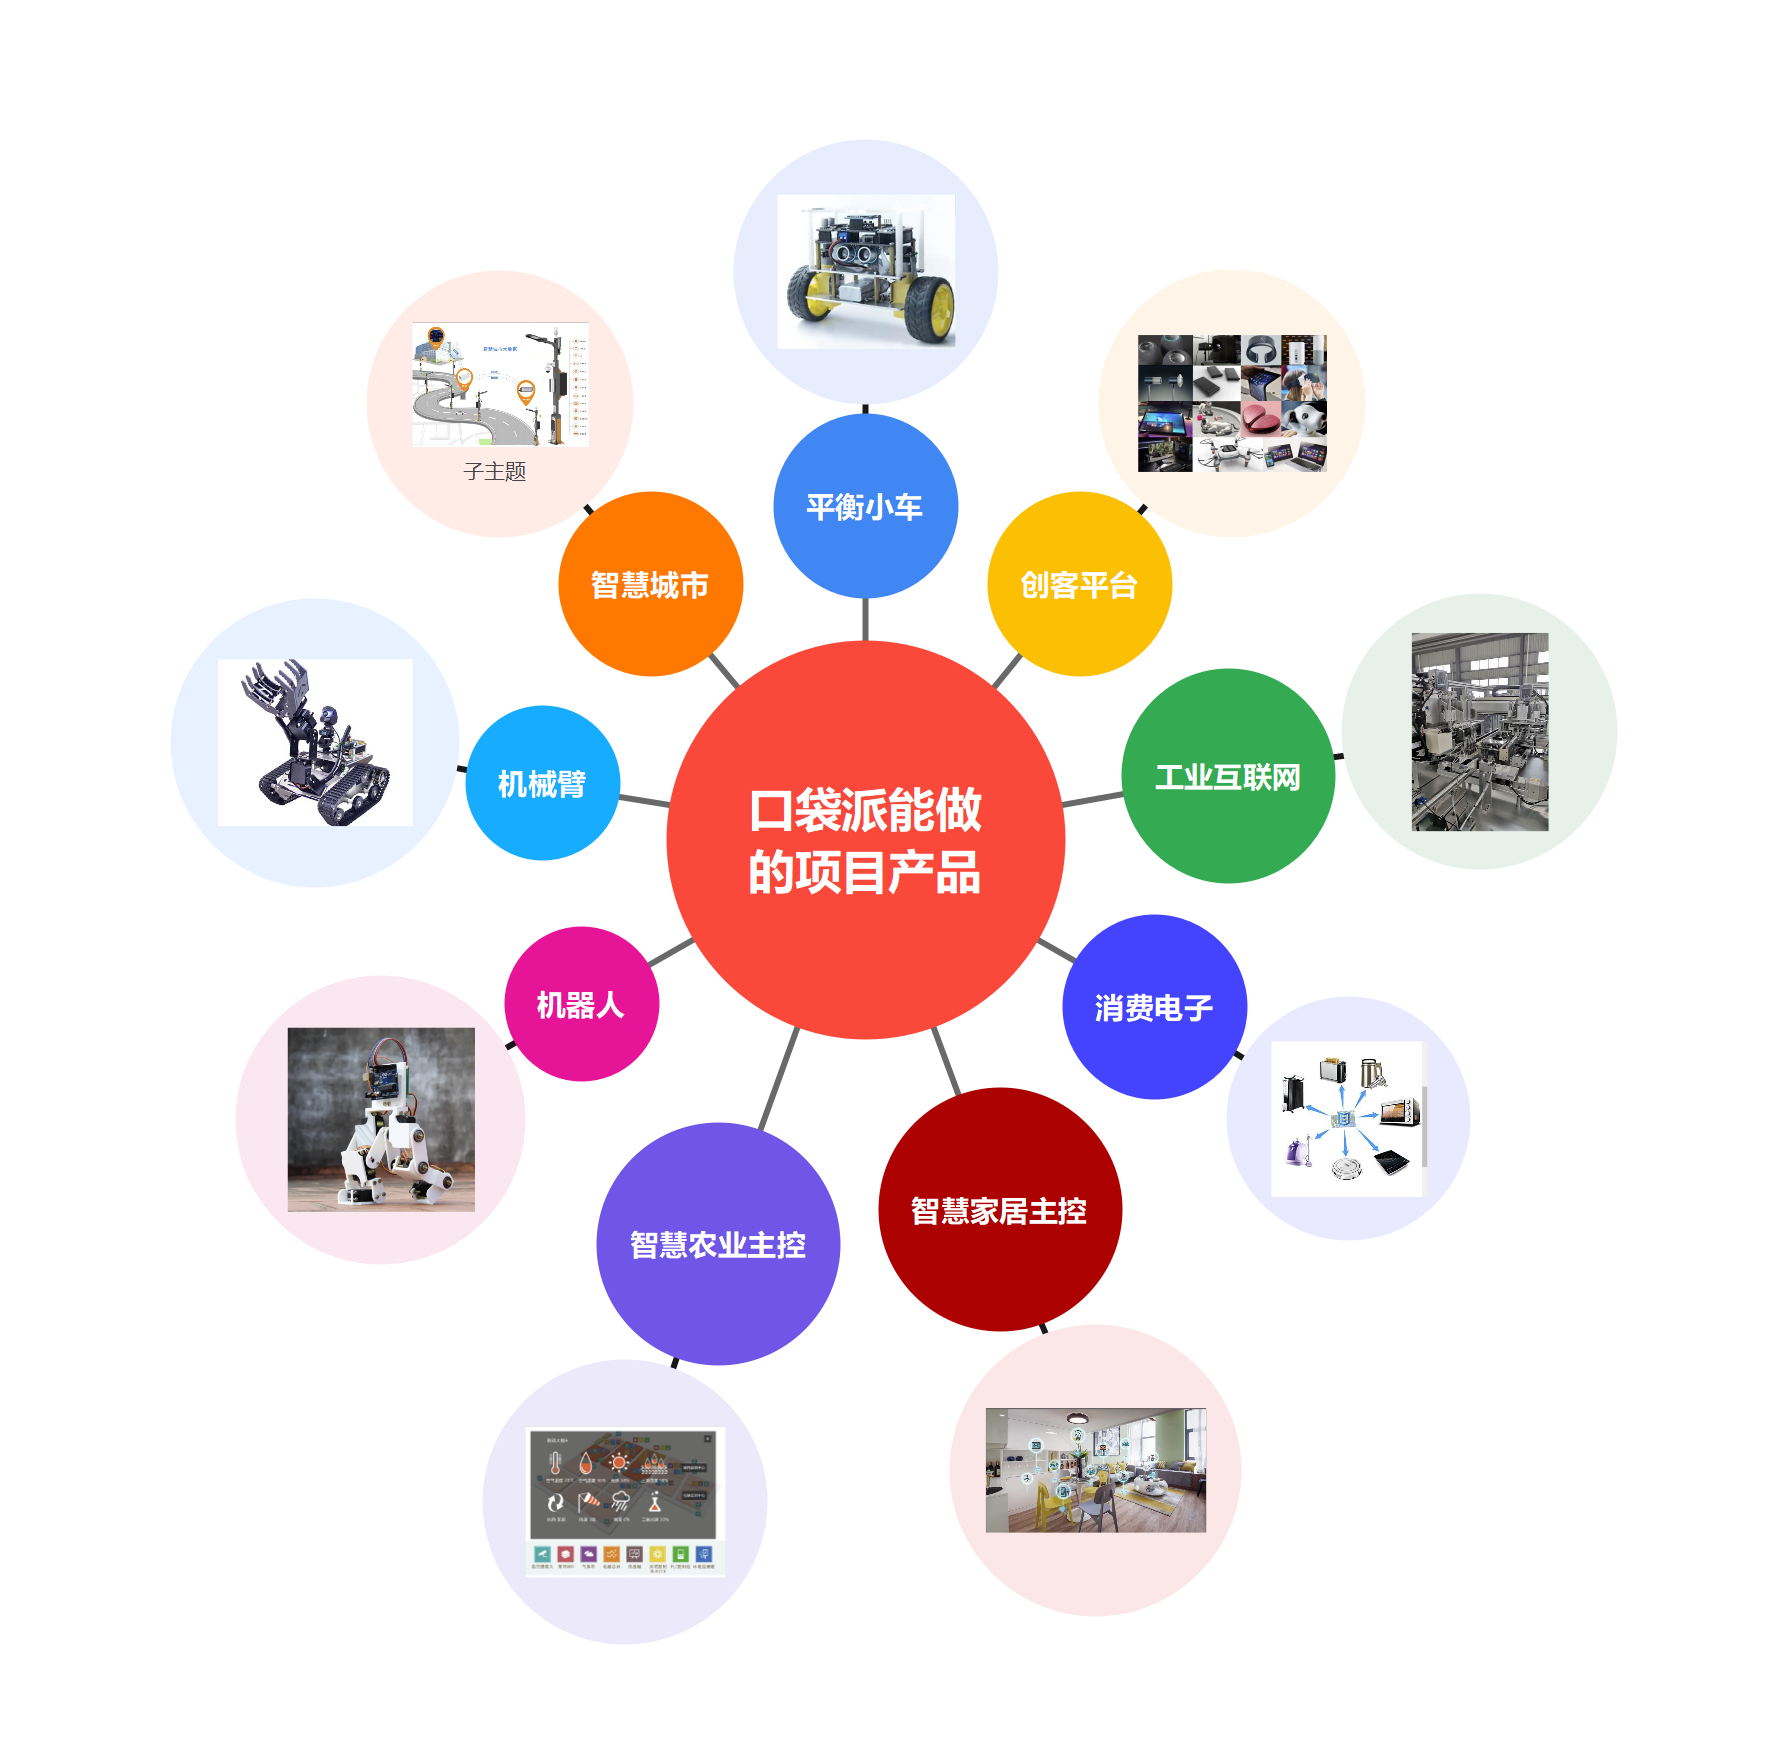 口袋派能做
的项目产品
平衡小车
创客平台
工业互联网
消费电子
智慧家居主控
智慧农业主控
机器人
机械臂
智慧城市
子主题